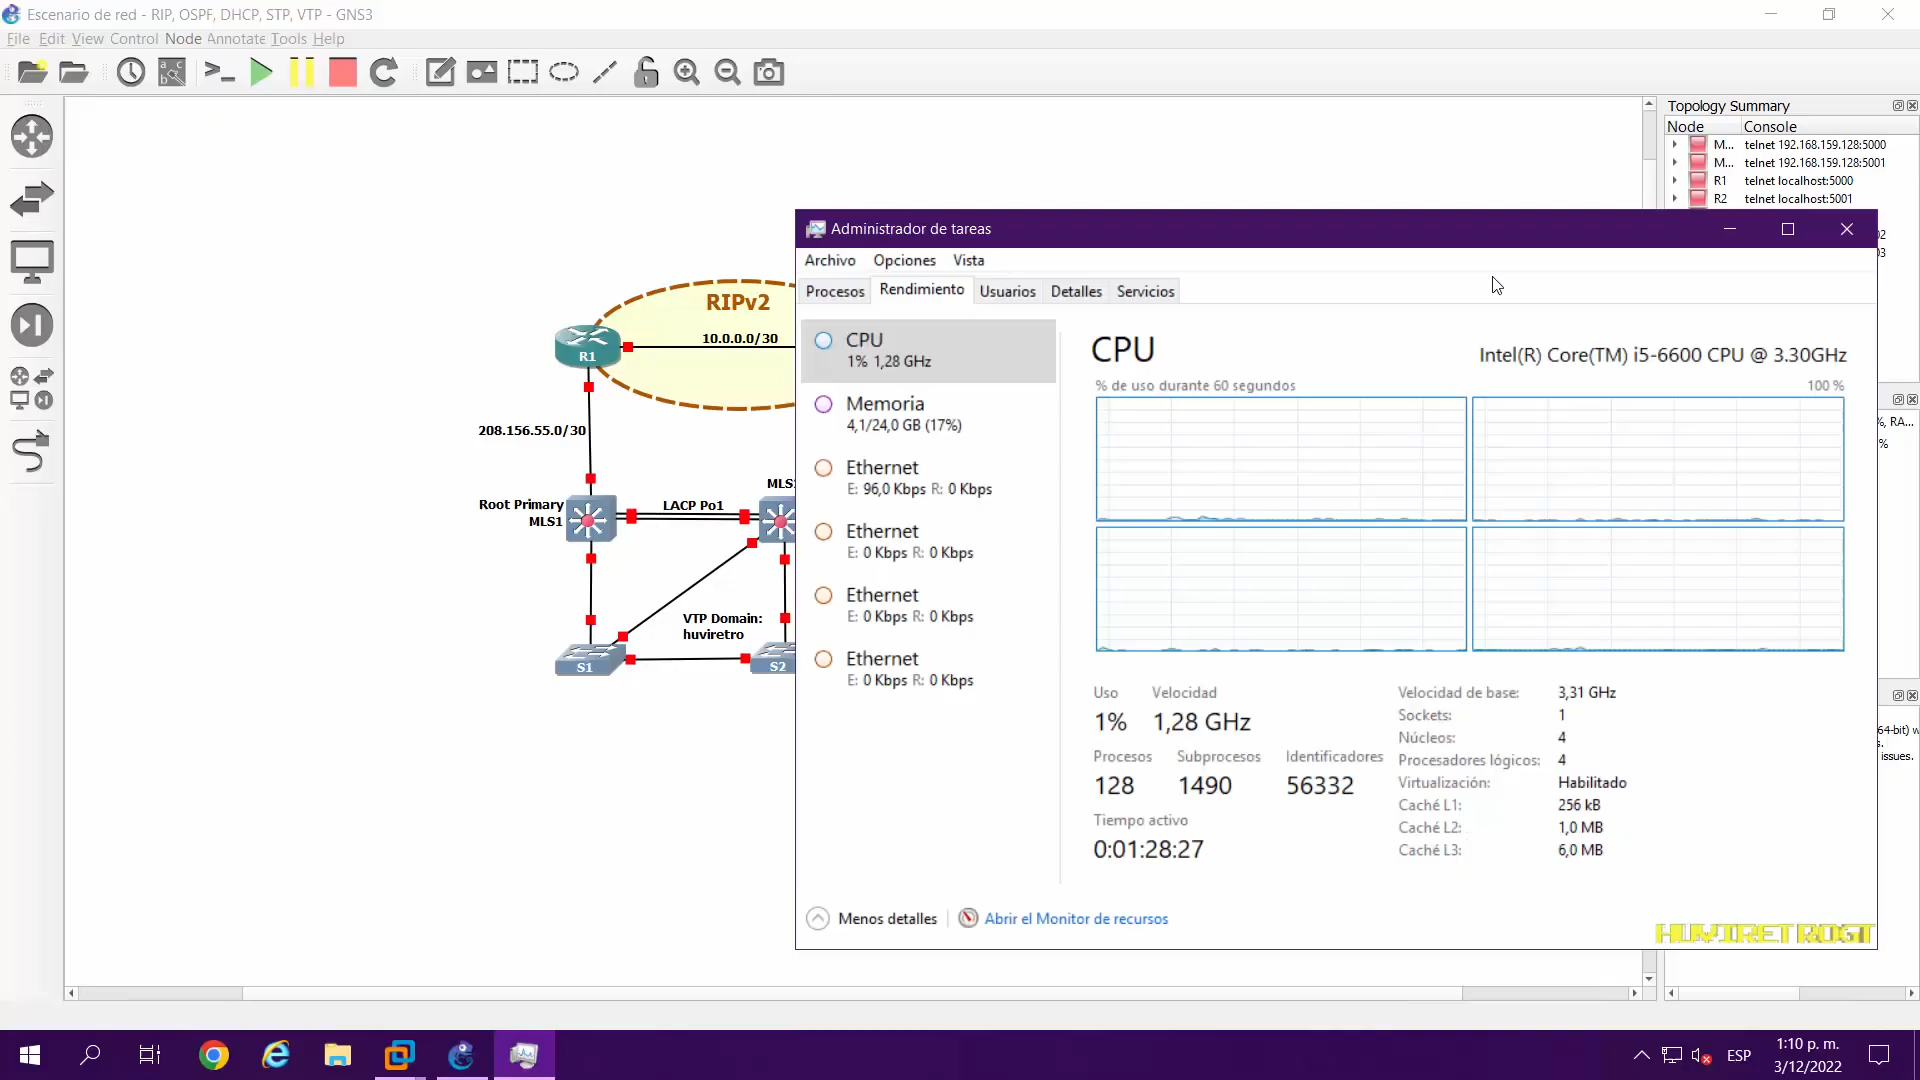 Escenario de red - RIP, OSPF, DHCP, STP, VTP - GNS3
File Edit View Control Node Annotate Tools Help
Topology Summary
Node Console
M... telnet 192.168.159.128:5000
M... telnet 192.168.159.128:5001
R1 telnet localhost:5000
R2 telnet localhost:5001
02
03
%, RA...
%
64-bit) w
s.
issues.
RIPv2
10.0.0.0/30
R1
208.156.55.0/30
Root Primary
MLS1
LACP Po1
VTP Domain:
huviretro
S1
S2
Administrador de tareas
Archivo Opciones Vista
Procesos Rendimiento Usuarios Detalles Servicios
CPU
1% 1,28 GHz
Memoria
4,1/24,0 GB (17%)
Ethernet
E: 96,0 Kbps R: 0 Kbps
Ethernet
E: 0 Kbps R: 0 Kbps
Ethernet
E: 0 Kbps R: 0 Kbps
Ethernet
E: 0 Kbps R: 0 Kbps
CPU
Intel(R) Core(TM) i5-6600 CPU @ 3.30GHz
% de uso durante 60 segundos 100 %
Uso Velocidad
1% 1,28 GHz
Procesos Subprocesos Identificadores
128 1490 56332
Tiempo activo
0:01:28:27
Velocidad de base: 3,31 GHz
Sockets: 1
Núcleos: 4
Procesadores lógicos: 4
Virtualización: Habilitado
Caché L1: 256 kB
Caché L2: 1,0 MB
Caché L3: 6,0 MB
Menos detalles
Abrir el Monitor de recursos
ESP
1:10 p. m.
3/12/2022